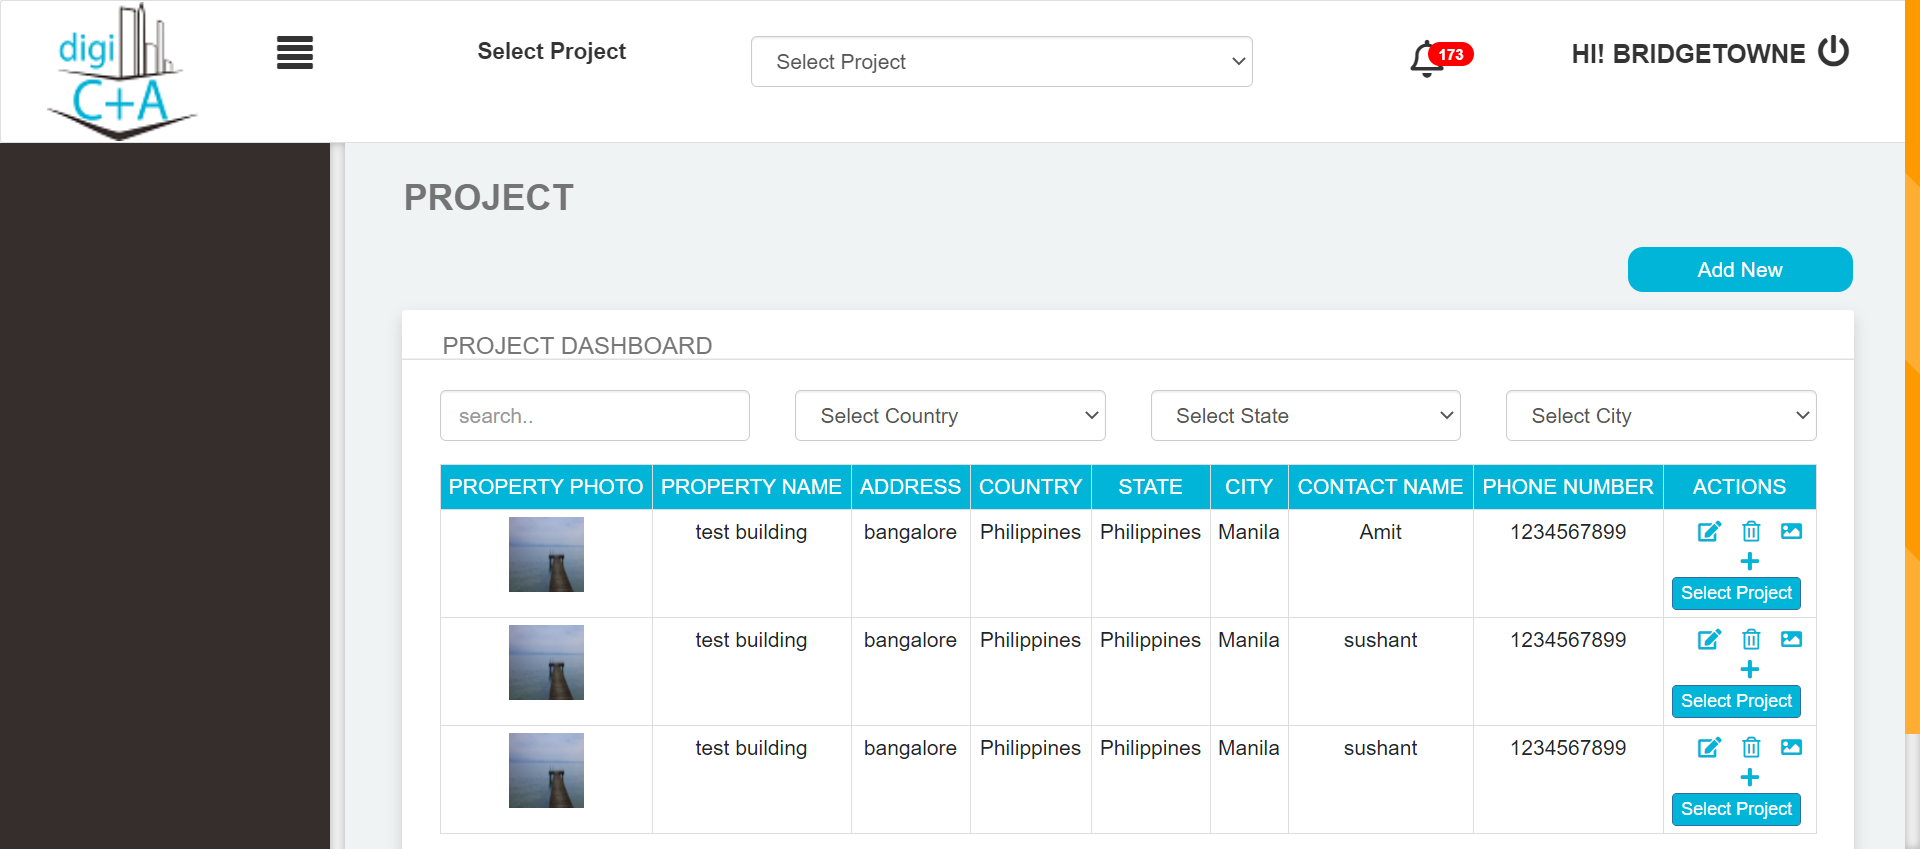 digi
C+A
Select Project
Select Project
173
HI! BRIDGETOWNE
PROJECT
Add New
PROJECT DASHBOARD
search..
Select Country
Select State
Select City
PROPERTY PHOTO PROPERTY NAME ADDRESS COUNTRY STATE CITY CONTACT NAME PHONE NUMBER ACTIONS
test building bangalore Philippines Philippines Manila Amit 1234567899
Select Project
test building bangalore Philippines Philippines Manila sushant 1234567899
Select Project
test building bangalore Philippines Philippines Manila sushant 1234567899
Select Project